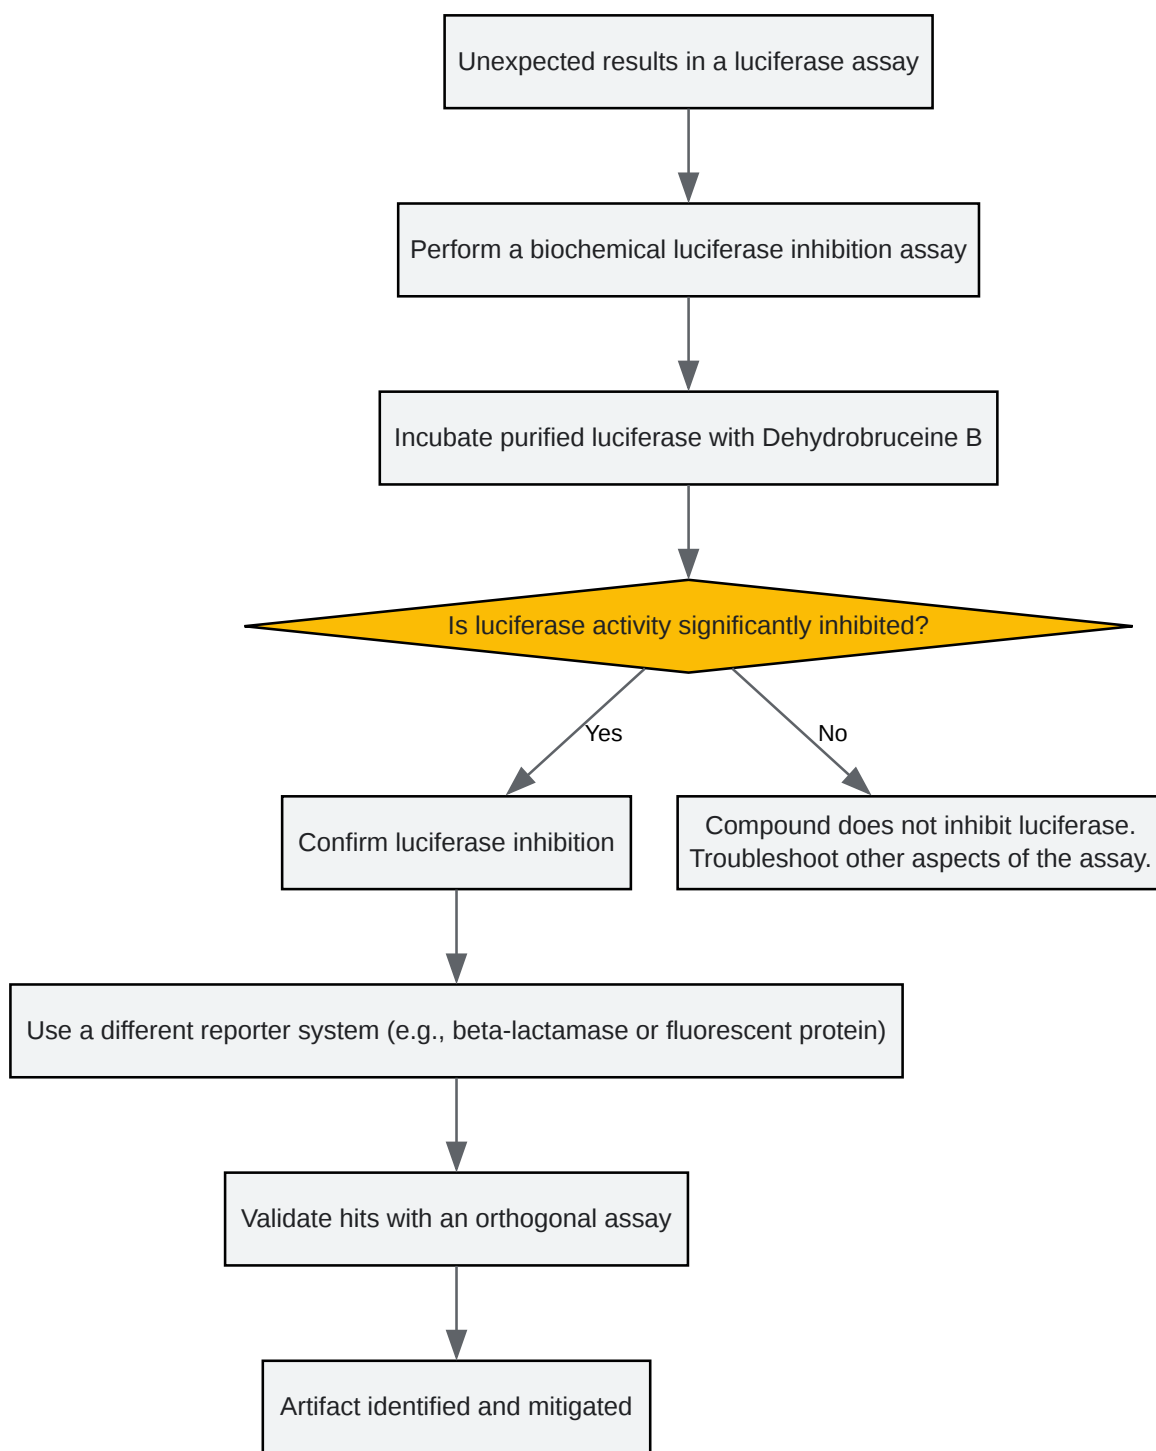 Unexpected results in a luciferase assay
Perform a biochemical luciferase inhibition assay
Incubate purified luciferase with Dehydrobruceine B
Is luciferase activity significantly inhibited?
Yes
No
Confirm luciferase inhibition
Compound does not inhibit luciferase.
Troubleshoot other aspects of the assay.
Use a different reporter system (e.g., beta-lactamase or fluorescent protein)
Validate hits with an orthogonal assay
Artifact identified and mitigated